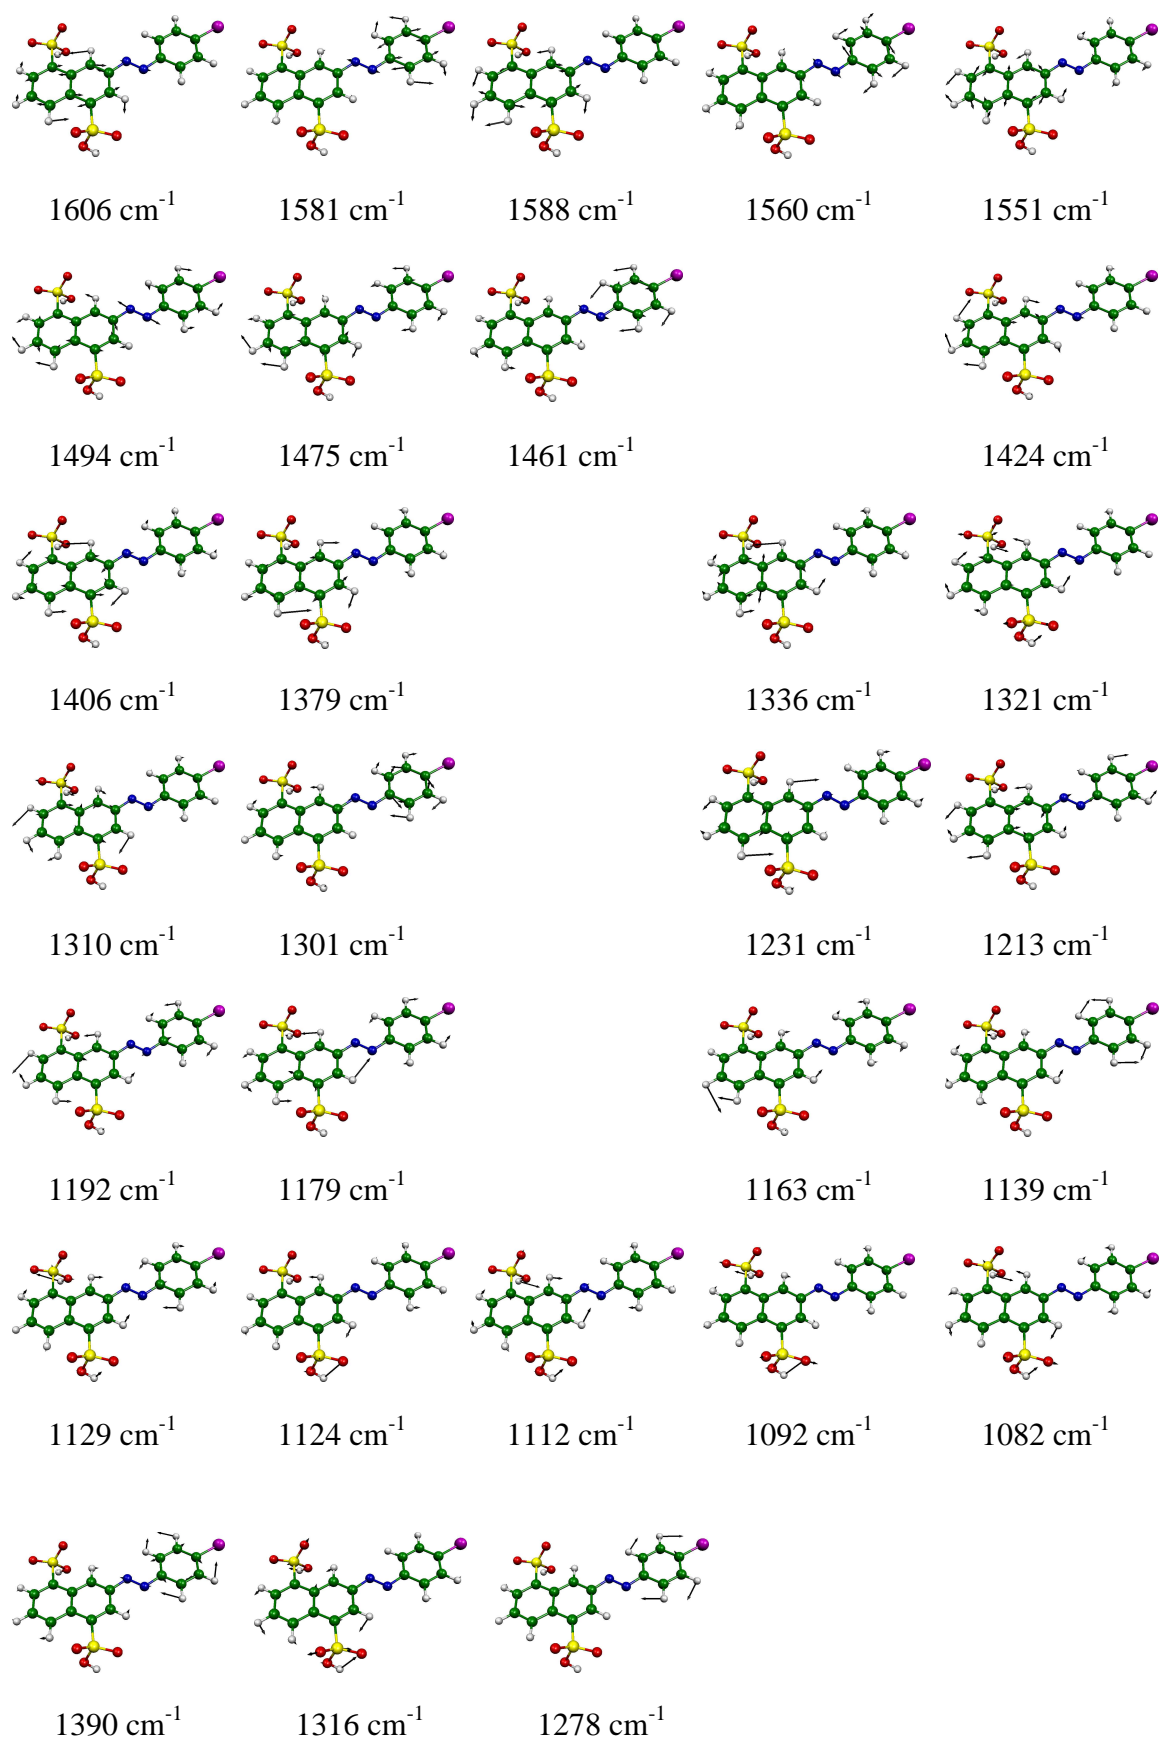 1606 cm⁻¹ 1581 cm⁻¹ 1588 cm⁻¹ 1560 cm⁻¹ 1551 cm⁻¹
1494 cm⁻¹ 1475 cm⁻¹ 1461 cm⁻¹ 1424 cm⁻¹
1406 cm⁻¹ 1379 cm⁻¹ 1336 cm⁻¹ 1321 cm⁻¹
1310 cm⁻¹ 1301 cm⁻¹ 1231 cm⁻¹ 1213 cm⁻¹
1192 cm⁻¹ 1179 cm⁻¹ 1163 cm⁻¹ 1139 cm⁻¹
1129 cm⁻¹ 1124 cm⁻¹ 1112 cm⁻¹ 1092 cm⁻¹ 1082 cm⁻¹
1390 cm⁻¹ 1316 cm⁻¹ 1278 cm⁻¹